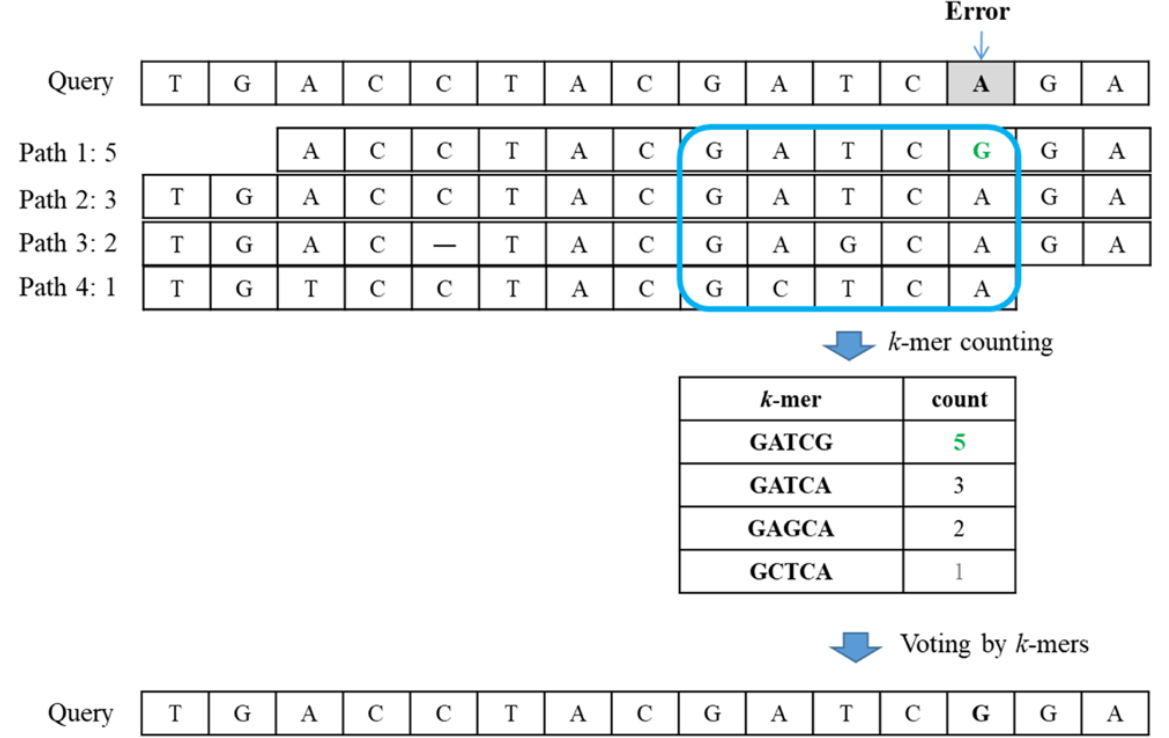 Error
Query T G A C C T A C G A T C A G A
Path 1: 5 A C C T A C G A T C G G A
Path 2: 3 T G A C C T A C G A T C A G A
Path 3: 2 T G A C — T A C G A G C A G A
Path 4: 1 T G T C C T A C G C T C A
k-mer counting
k-mer count
GATCG 5
GATCA 3
GAGCA 2
GCTCA 1
Voting by k-mers
Query T G A C C T A C G A T C G G A